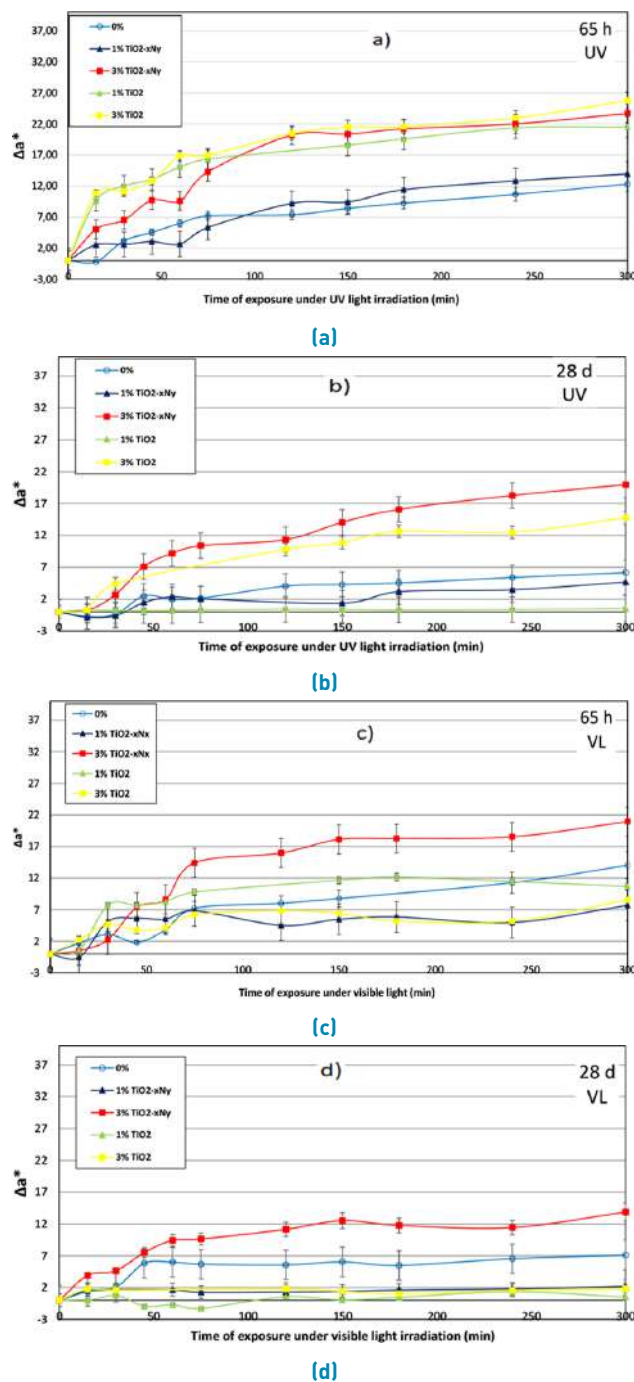 37,00
32,00
27,00
22,00
17,00
12,00
7,00
2,00
-3,00
Δa*
0%
1% TiO2-xNy
3% TiO2-xNy
1% TiO2
3% TiO2
a)
65 h
UV
0 50 100 150 200 250 300
Time of exposure under UV light irradiation (min)
(a)
37
32
27
22
17
12
7
2
-3
Δa*
0%
1% TiO2-xNy
3% TiO2-xNy
1% TiO2
3% TiO2
b)
28 d
UV
0 50 100 150 200 250 300
Time of exposure under UV light irradiation (min)
(b)
37
32
27
22
17
12
7
2
-3
Δa*
0%
1% TiO2-xNx
3% TiO2-xNx
1% TiO2
3% TiO2
c)
65 h
VL
0 50 100 150 200 250 300
Time of exposure under visible light (min)
(c)
37
32
27
22
17
12
7
2
-3
Δa*
0%
1% TiO2-xNy
3% TiO2-xNy
1% TiO2
3% TiO2
d)
28 d
VL
0 50 100 150 200 250 300
Time of exposure under visible light irradiation (min)
(d)